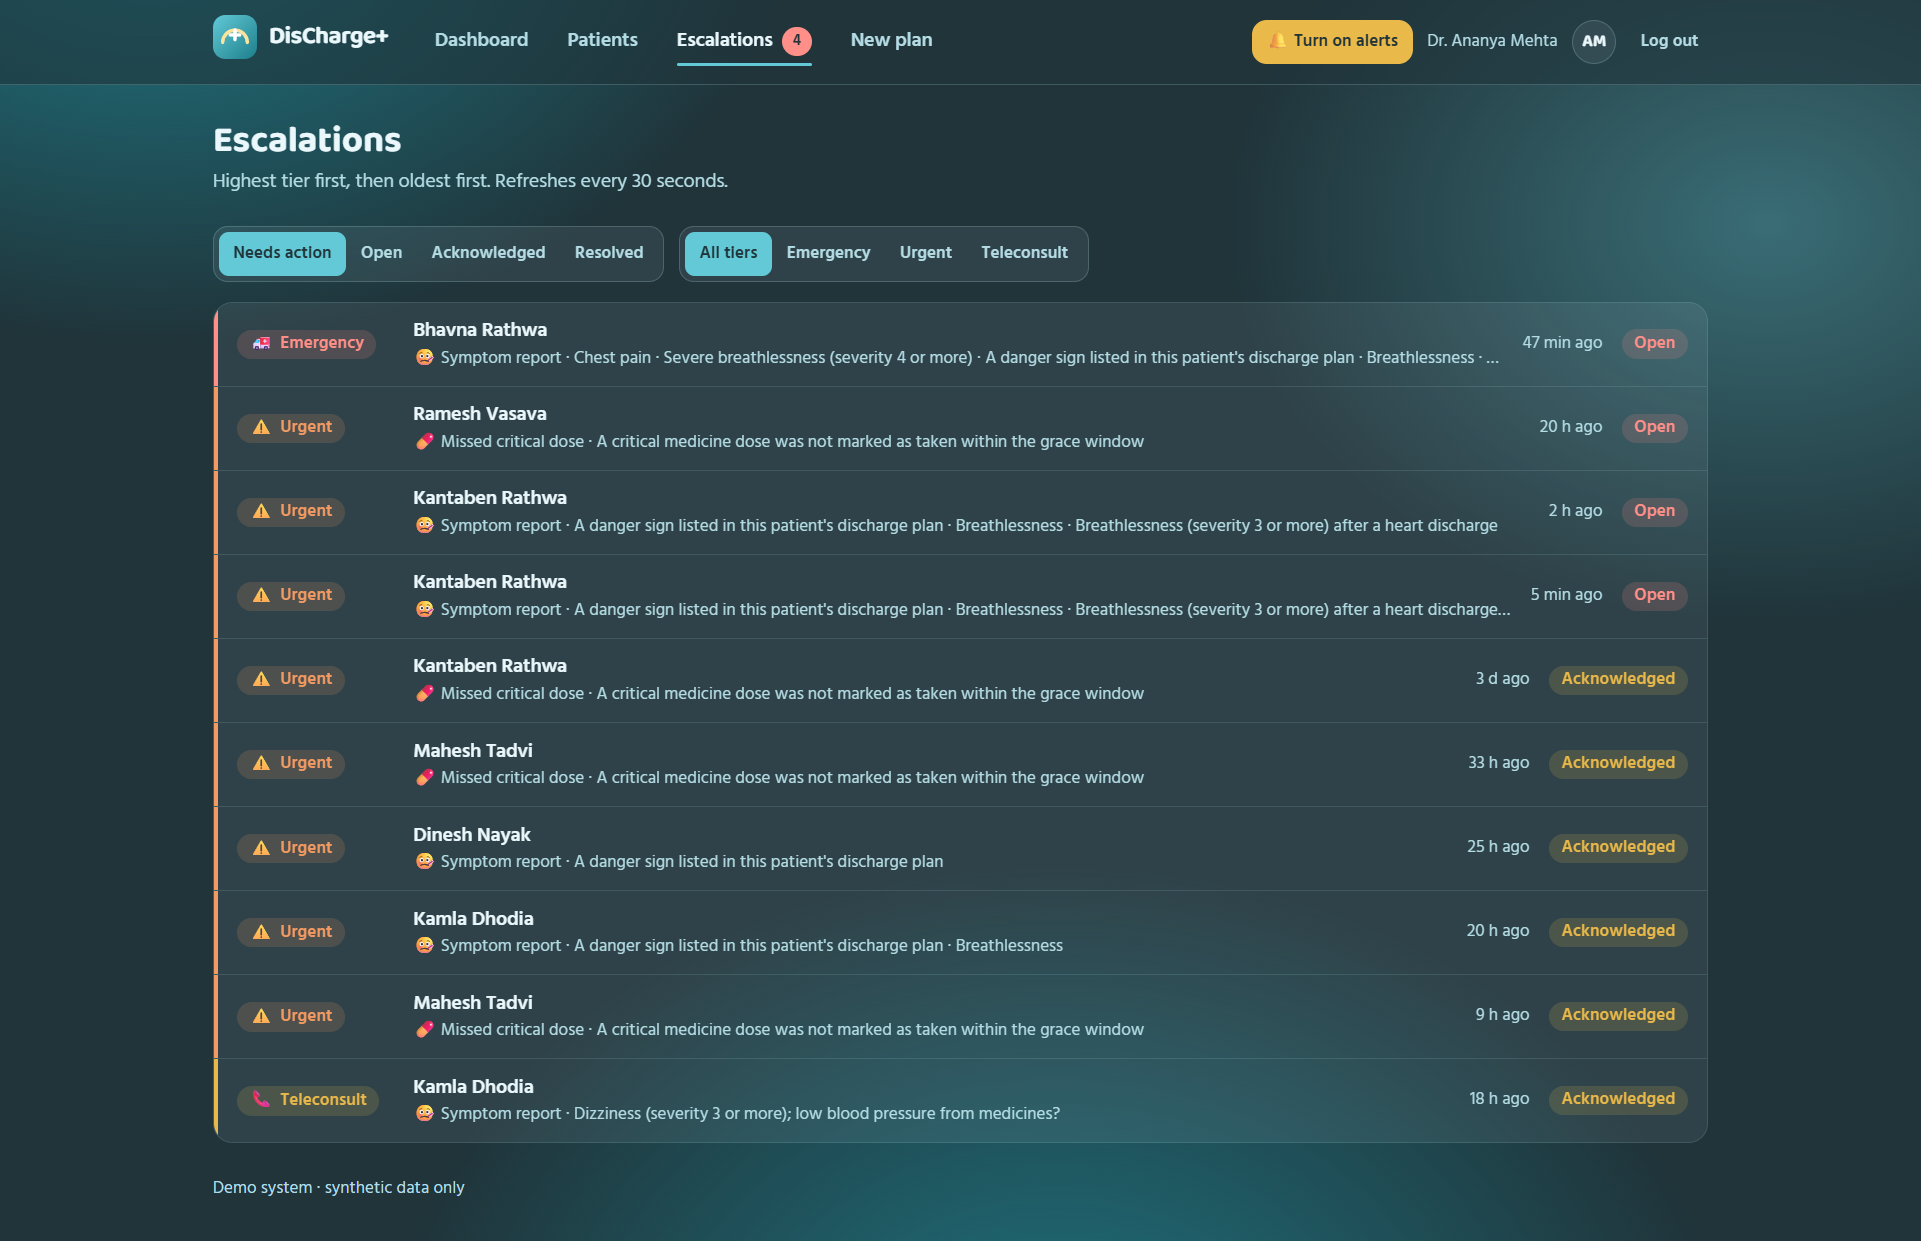 DisCharge+
Dashboard
Patients
Escalations 4
New plan
Turn on alerts
Dr. Ananya Mehta
AM
Log out
Escalations
Highest tier first, then oldest first. Refreshes every 30 seconds.
Needs action
Open
Acknowledged
Resolved
All tiers
Emergency
Urgent
Teleconsult
Emergency
Bhavna Rathwa
Symptom report · Chest pain · Severe breathlessness (severity 4 or more) · A danger sign listed in this patient's discharge plan · Breathlessness · ...
47 min ago
Open
Urgent
Ramesh Vasava
Missed critical dose · A critical medicine dose was not marked as taken within the grace window
20 h ago
Open
Urgent
Kantaben Rathwa
Symptom report · A danger sign listed in this patient's discharge plan · Breathlessness · Breathlessness (severity 3 or more) after a heart discharge
2 h ago
Open
Urgent
Kantaben Rathwa
Symptom report · A danger sign listed in this patient's discharge plan · Breathlessness · Breathlessness (severity 3 or more) after a heart discharge...
5 min ago
Open
Urgent
Kantaben Rathwa
Missed critical dose · A critical medicine dose was not marked as taken within the grace window
3 d ago
Acknowledged
Urgent
Mahesh Tadvi
Missed critical dose · A critical medicine dose was not marked as taken within the grace window
33 h ago
Acknowledged
Urgent
Dinesh Nayak
Symptom report · A danger sign listed in this patient's discharge plan
25 h ago
Acknowledged
Urgent
Kamla Dhodia
Symptom report · A danger sign listed in this patient's discharge plan · Breathlessness
20 h ago
Acknowledged
Urgent
Mahesh Tadvi
Missed critical dose · A critical medicine dose was not marked as taken within the grace window
9 h ago
Acknowledged
Teleconsult
Kamla Dhodia
Symptom report · Dizziness (severity 3 or more); low blood pressure from medicines?
18 h ago
Acknowledged
Demo system · synthetic data only